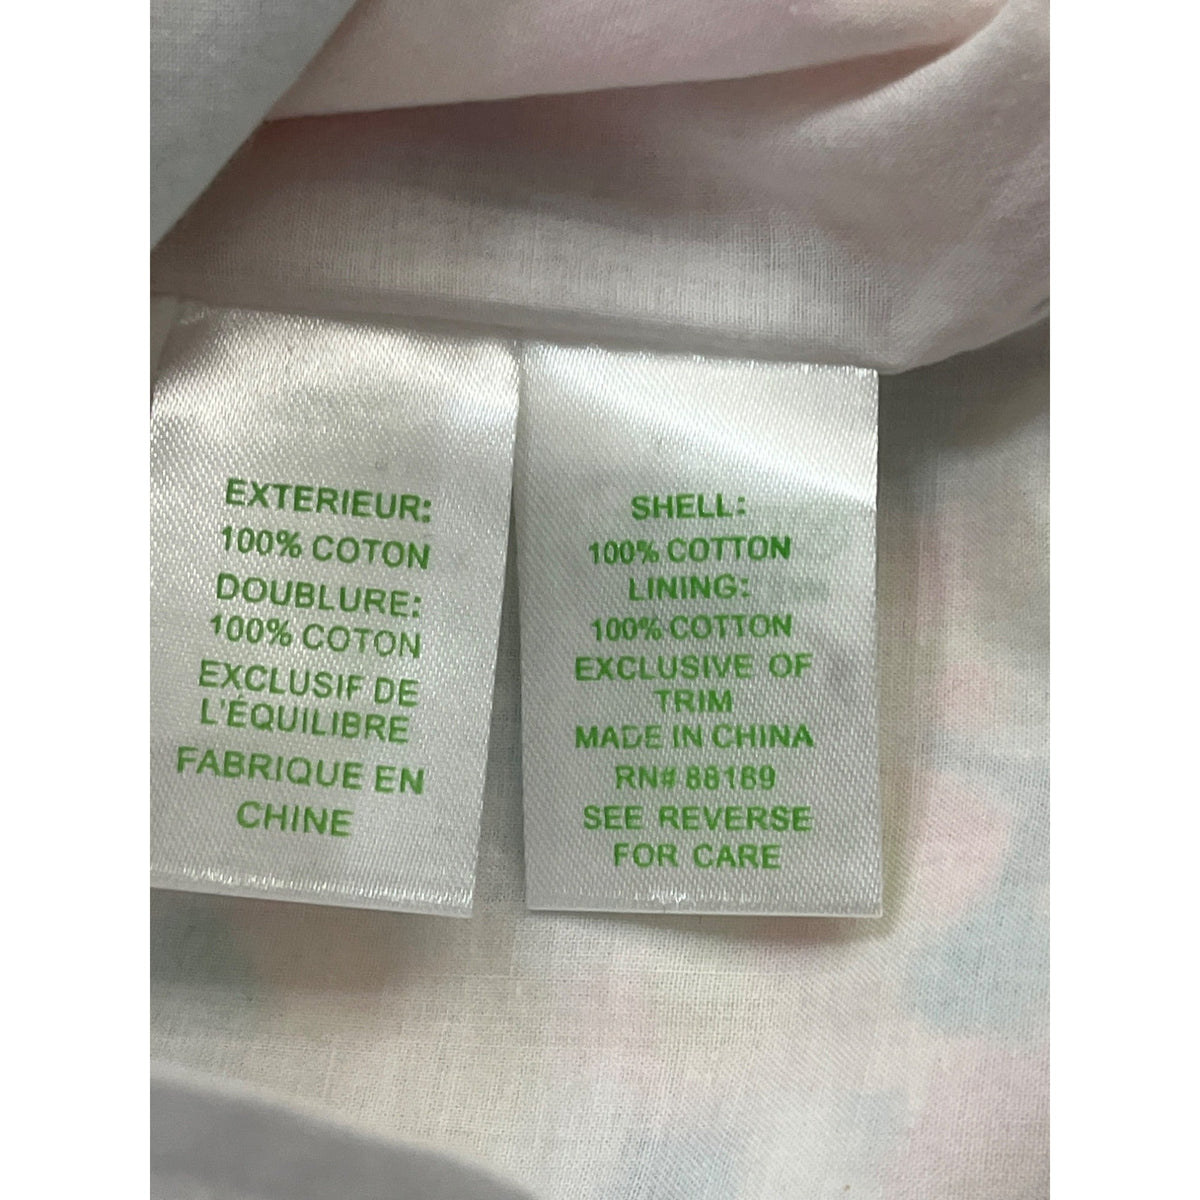 EXTERIEUR:
100% COTON
DOUBLURE:
100% COTON
EXCLUSIF DE
L'ÉQUILIBRE
FABRIQUE EN
CHINE
SHELL:
100% COTTON
LINING:
100% COTTON
EXCLUSIVE OF
TRIM
MADE IN CHINA
RN# 88189
SEE REVERSE
FOR CARE